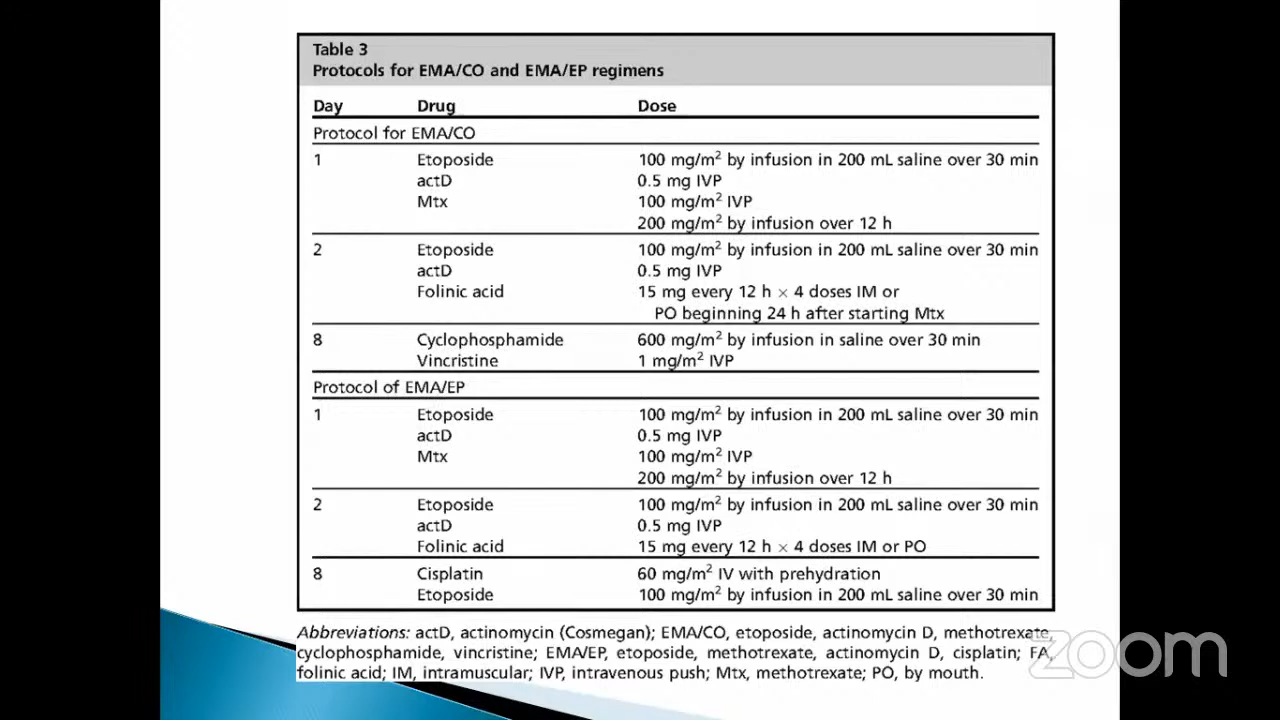 Table 3
Protocols for EMA/CO and EMA/EP regimens
Day Drug Dose
Protocol for EMA/CO
1 Etoposide 100 mg/m² by infusion in 200 mL saline over 30 min
actD 0.5 mg IVP
Mtx 100 mg/m² IVP
200 mg/m² by infusion over 12 h
2 Etoposide 100 mg/m² by infusion in 200 mL saline over 30 min
actD 0.5 mg IVP
Folinic acid 15 mg every 12 h × 4 doses IM or
PO beginning 24 h after starting Mtx
8 Cyclophosphamide 600 mg/m² by infusion in saline over 30 min
Vincristine 1 mg/m² IVP
Protocol of EMA/EP
1 Etoposide 100 mg/m² by infusion in 200 mL saline over 30 min
actD 0.5 mg IVP
Mtx 100 mg/m² IVP
200 mg/m² by infusion over 12 h
2 Etoposide 100 mg/m² by infusion in 200 mL saline over 30 min
actD 0.5 mg IVP
Folinic acid 15 mg every 12 h × 4 doses IM or PO
8 Cisplatin 60 mg/m² IV with prehydration
Etoposide 100 mg/m² by infusion in 200 mL saline over 30 min
Abbreviations: actD, actinomycin (Cosmegan); EMA/CO, etoposide, actinomycin D, methotrexate,
cyclophosphamide, vincristine; EMA/EP, etoposide, methotrexate, actinomycin D, cisplatin; FA,
folinic acid; IM, intramuscular; IVP, intravenous push; Mtx, methotrexate; PO, by mouth.
zoom